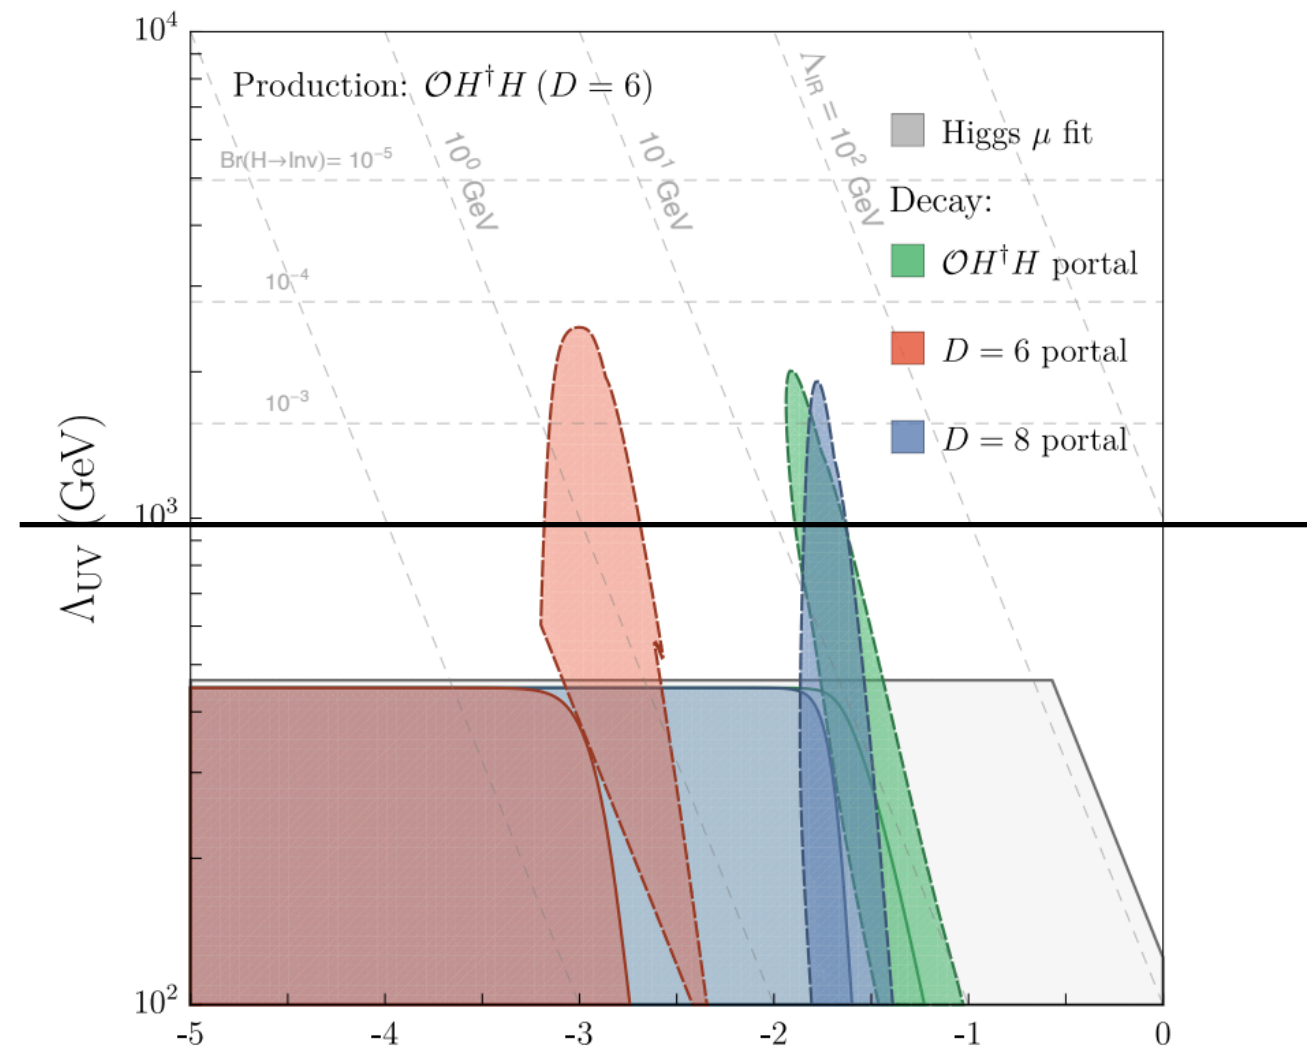 10⁴
Production: 𝒪H†H (D = 6)
Λ_IR = 10² GeV
10⁰ GeV
10¹ GeV
Higgs μ fit
Br(H→Inv)= 10⁻⁵
Decay:
𝒪H†H portal
10⁻⁴
D = 6 portal
10⁻³
D = 8 portal
Λ_UV (GeV)
10³
10²
-5 -4 -3 -2 -1 0